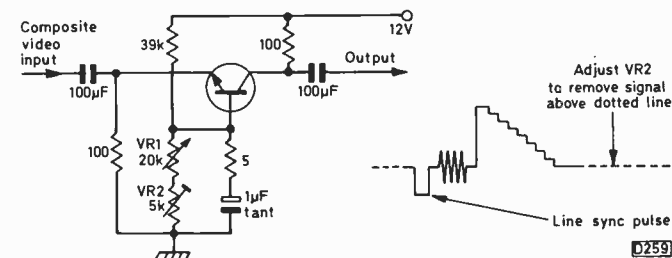 Composite
video
input
100µF
100
39k
VR1
20k
VR2
5k
100
12V
Output
100µF
5
1µF
tant
Adjust VR2
to remove signal
above dotted line
Line sync pulse
D259